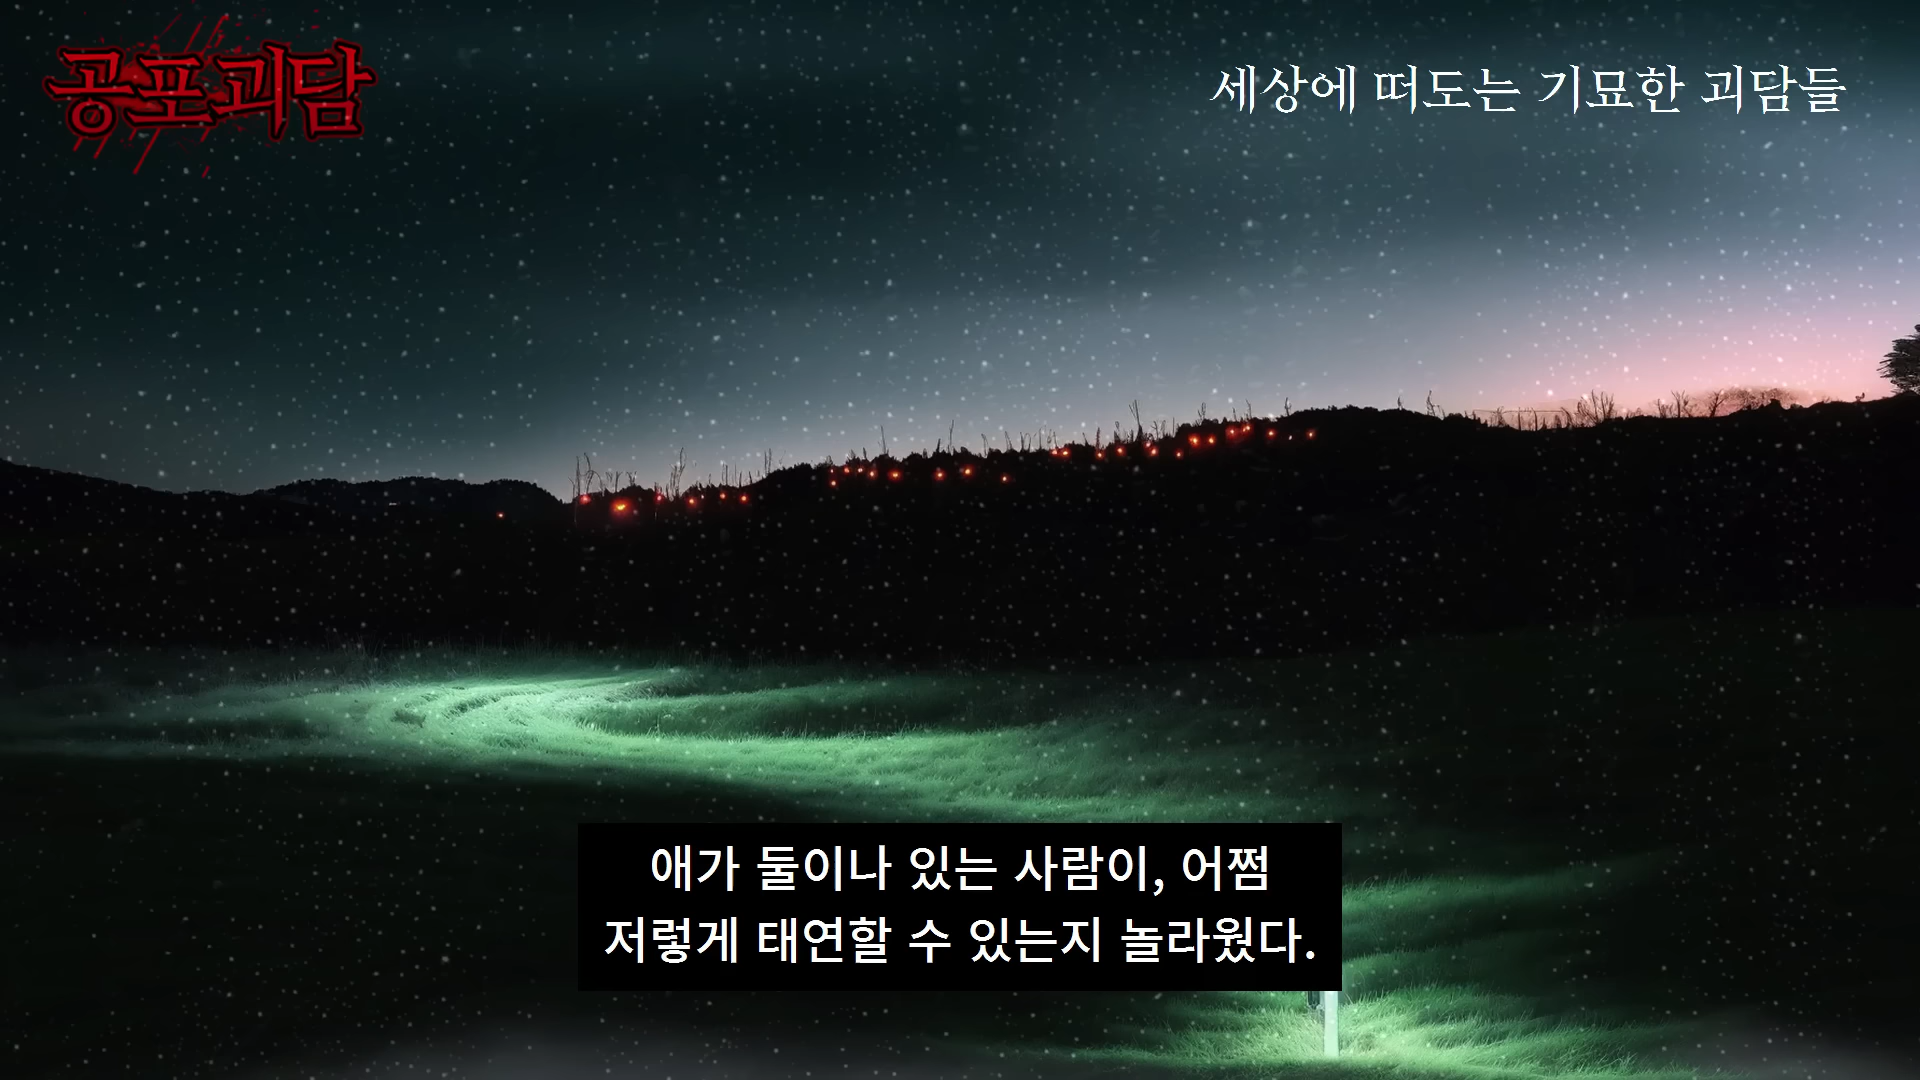 공포괴담
세상에 떠도는 기묘한 괴담들
애가 둘이나 있는 사람이, 어쩜
저렇게 태연할 수 있는지 놀라웠다.